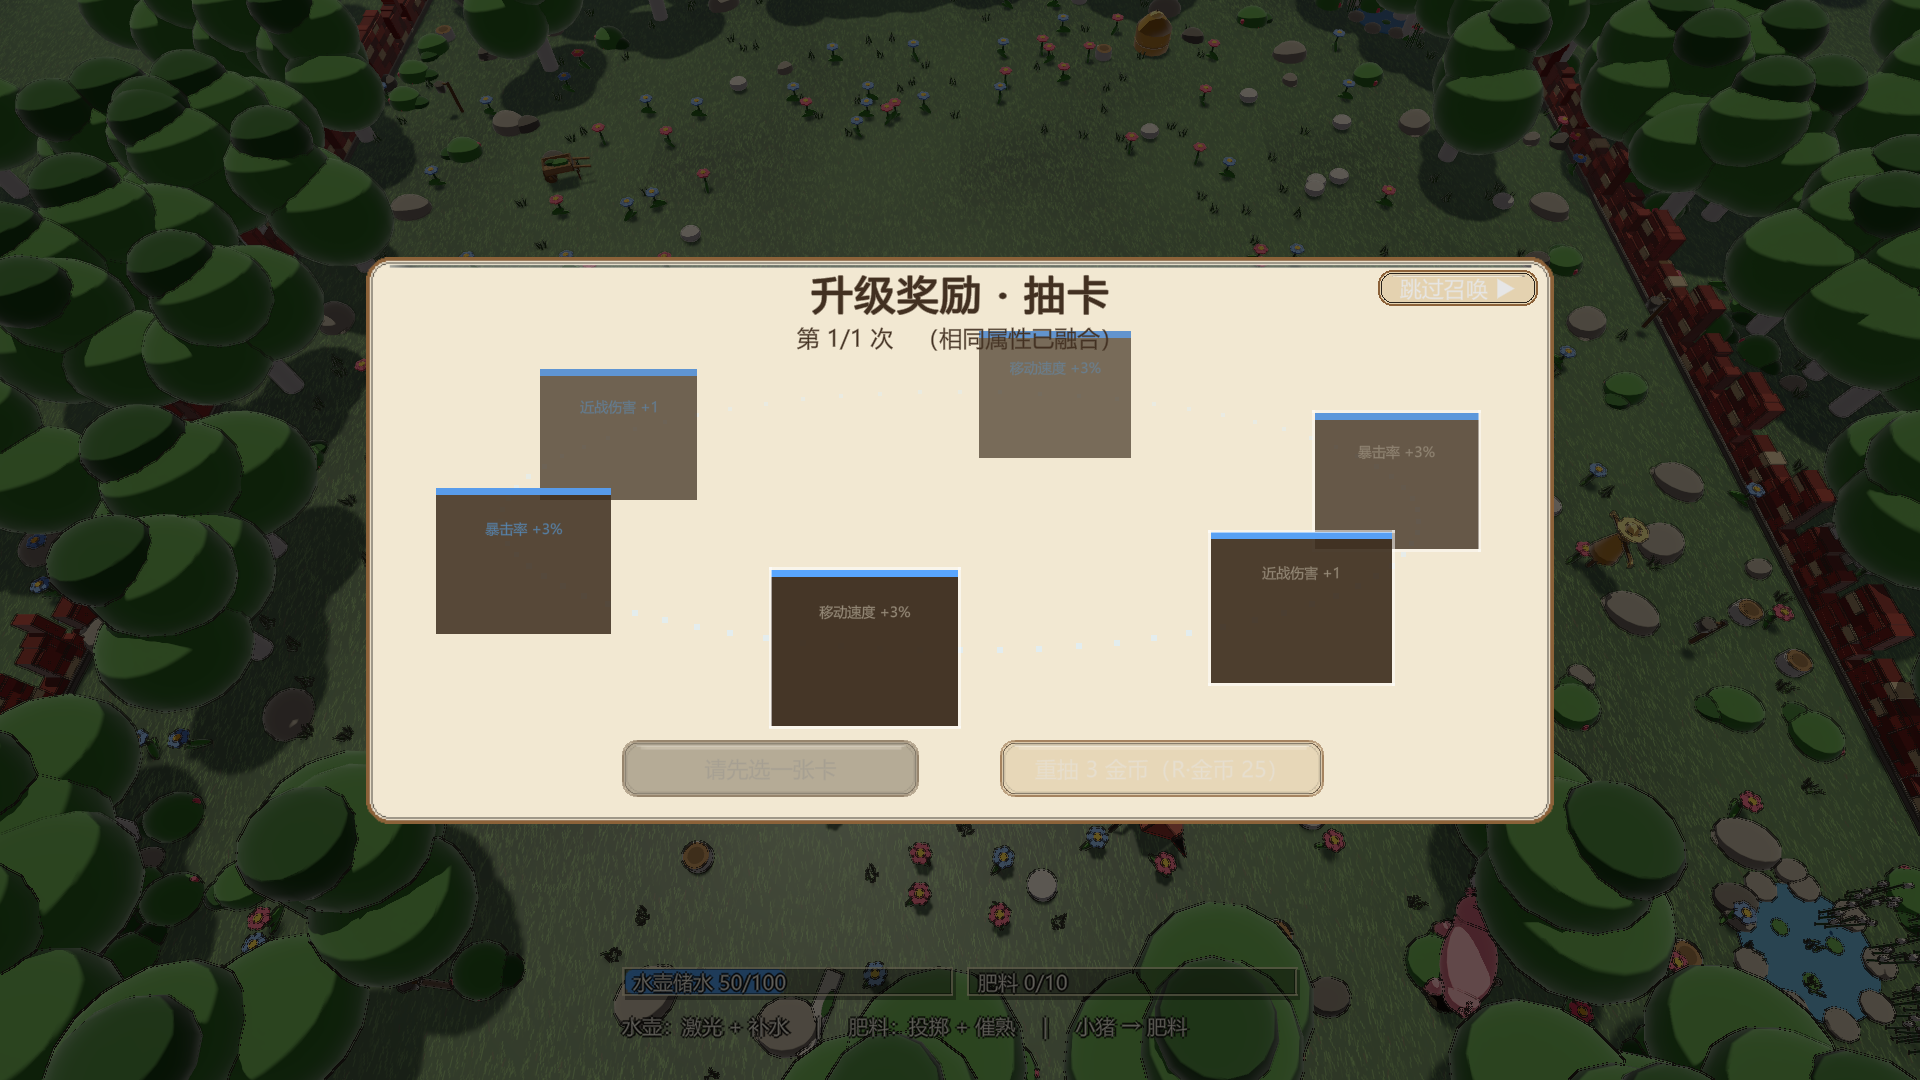 升级奖励 · 抽卡
跳过召唤 ▶
第 1/1 次 （相同属性已融合）
移动速度 +3%
近战伤害 +1
暴击率 +3%
暴击率 +3%
近战伤害 +1
移动速度 +3%
请先选一张卡
重抽 3 金币（R·金币 25）
水壶储水 50/100
肥料 0/10
水壶：激光 + 补水 | 肥料：投掷 + 催熟 | 小猪 → 肥料